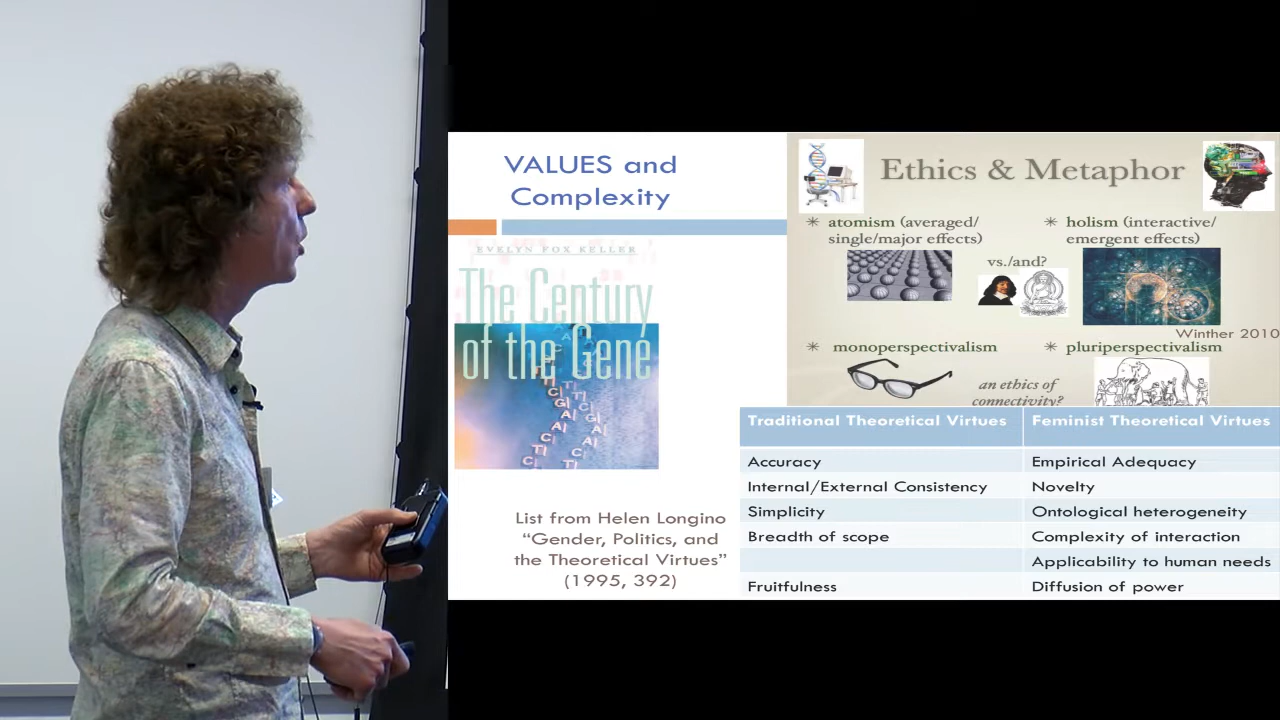 VALUES and
Complexity
EVELYN FOX KELLER
The Century
of the Gene
List from Helen Longino
“Gender, Politics, and
the Theoretical Virtues”
(1995, 392)
Ethics & Metaphor
* atomism (averaged/
single/major effects)
* holism (interactive/
emergent effects)
vs./and?
Winther 2010
* monoperspectivalism
* pluriperspectivalism
an ethics of
connectivity?
Traditional Theoretical Virtues Feminist Theoretical Virtues
Accuracy Empirical Adequacy
Internal/External Consistency Novelty
Simplicity Ontological heterogeneity
Breadth of scope Complexity of interaction
Applicability to human needs
Fruitfulness Diffusion of power